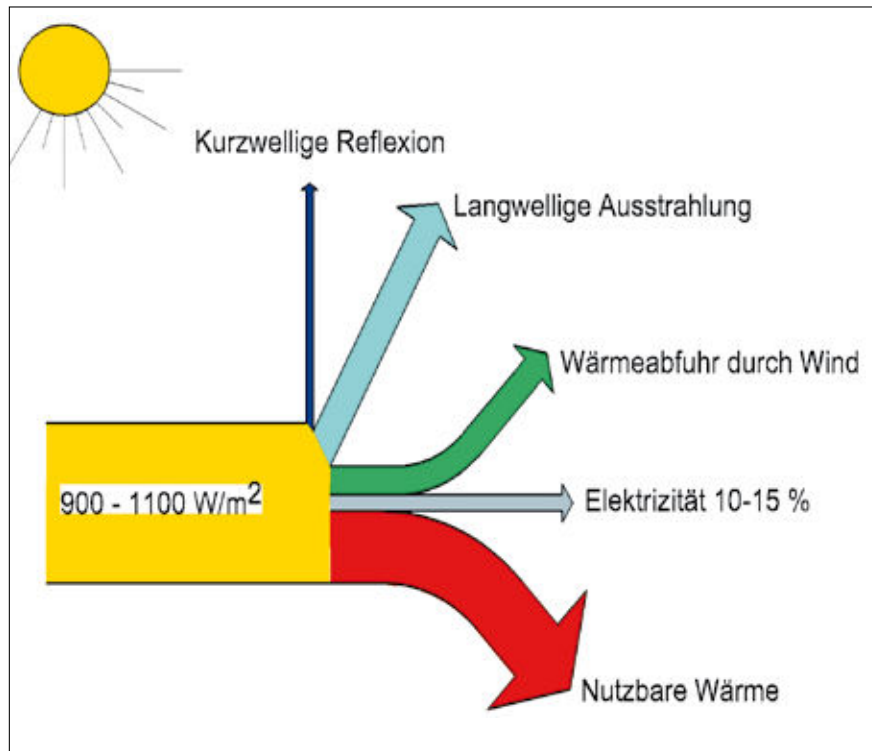 Kurzwellige Reflexion
Langwellige Ausstrahlung
Wärmeabfuhr durch Wind
900 - 1100 W/m²
Elektrizität 10-15 %
Nutzbare Wärme